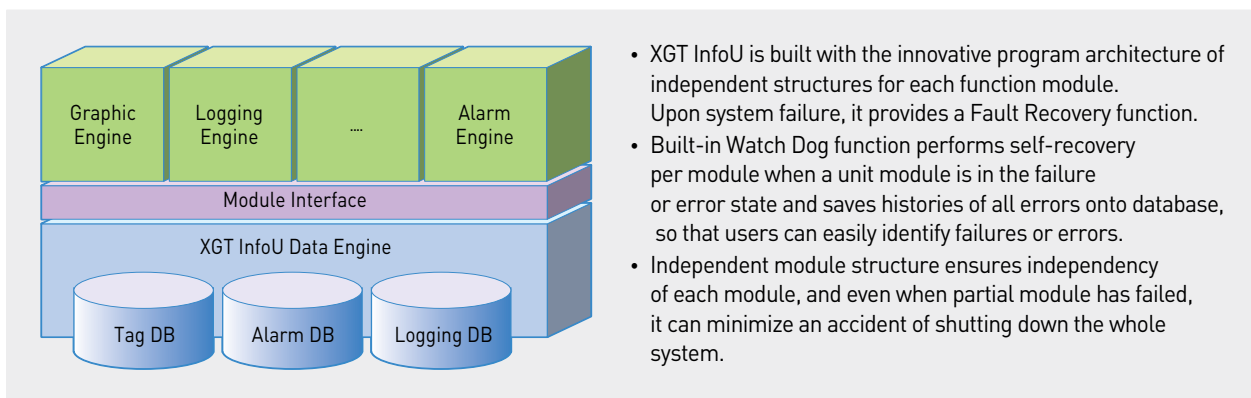 Graphic
Engine
Logging
Engine
....
Alarm
Engine
Module Interface
XGT InfoU Data Engine
Tag DB
Alarm DB
Logging DB
• XGT InfoU is built with the innovative program architecture of
independent structures for each function module.
Upon system failure, it provides a Fault Recovery function.
• Built-in Watch Dog function performs self-recovery
per module when a unit module is in the failure
or error state and saves histories of all errors onto database,
so that users can easily identify failures or errors.
• Independent module structure ensures independency
of each module, and even when partial module has failed,
it can minimize an accident of shutting down the whole
system.